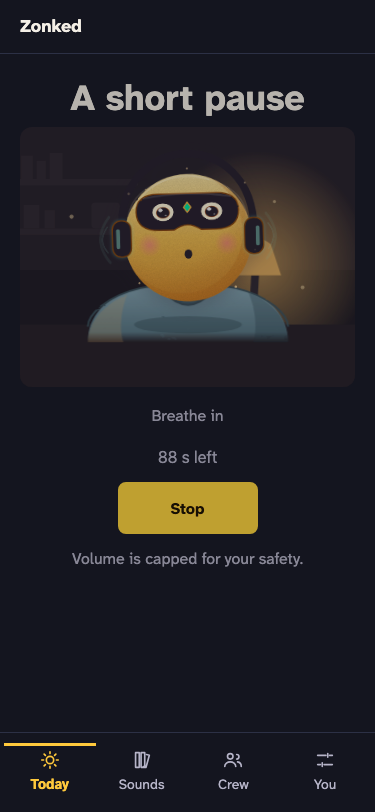 Zonked
A short pause
Breathe in
88 s left
Stop
Volume is capped for your safety.
Today
Sounds
Crew
You